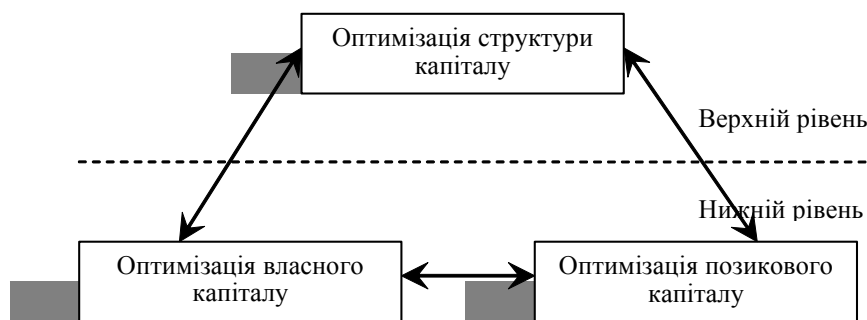 Оптимізація структури
капіталу
Верхній рівень
Нижній рівень
Оптимізація власного
капіталу
Оптимізація позикового
капіталу